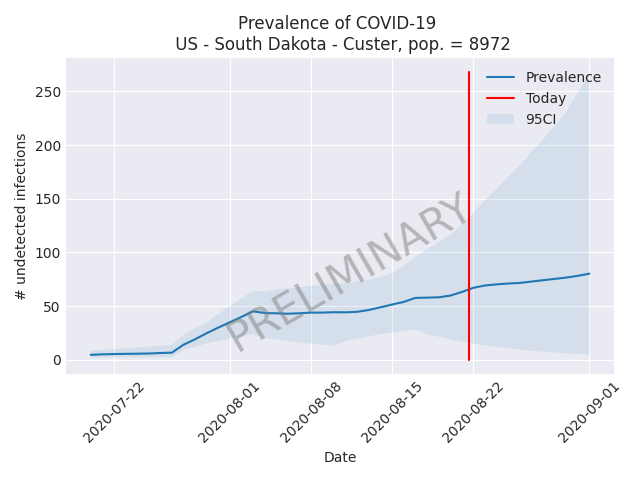 Prevalence of COVID-19
US - South Dakota - Custer, pop. = 8972
# undetected infections
250
200
150
100
50
0
Prevalence
Today
95CI
PRELIMINARY
2020-07-22
2020-08-01
2020-08-08
2020-08-15
2020-08-22
2020-09-01
Date